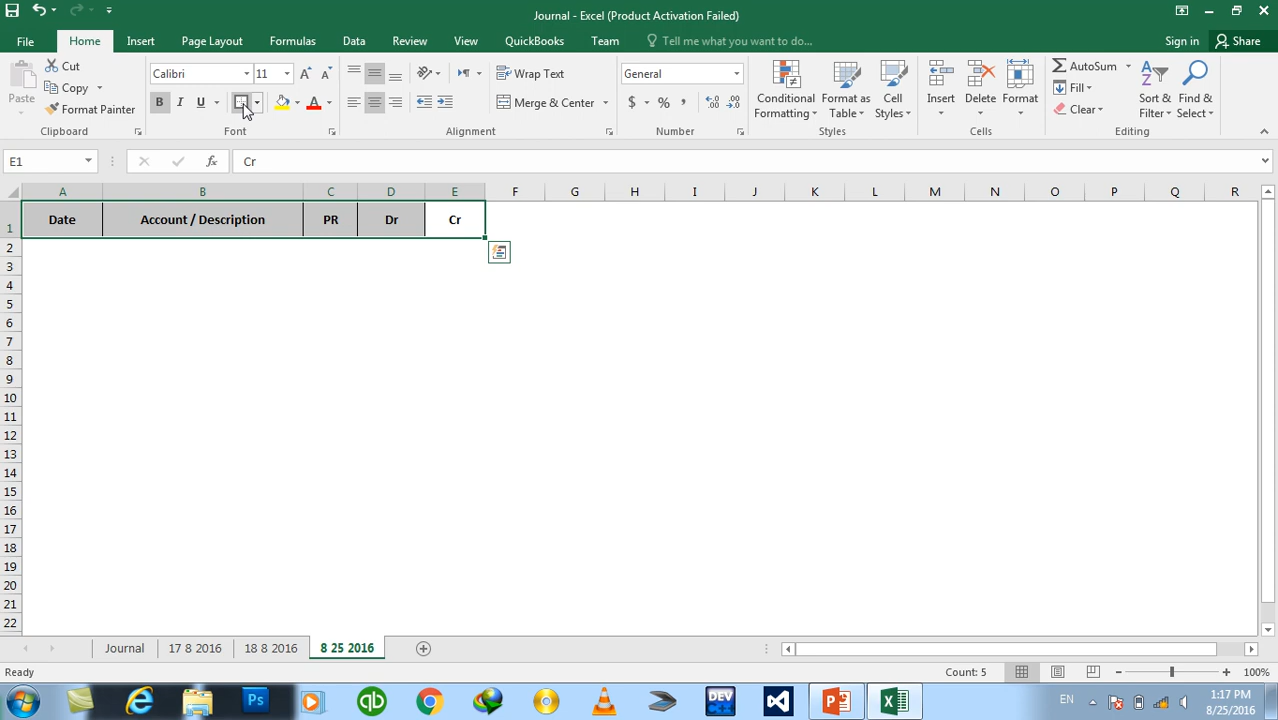 Journal - Excel (Product Activation Failed)
File Home Insert Page Layout Formulas Data Review View QuickBooks Team Tell me what you want to do... Sign in Share
Paste Cut Copy Format Painter
Clipboard
Calibri 11
B I U A
Font
Wrap Text
Merge & Center
Alignment
General
$ % ,
Number
Conditional Formatting
Format as Table
Cell Styles
Styles
Insert Delete Format
Cells
AutoSum
Fill
Clear
Sort & Filter
Find & Select
Editing
E1 fx Cr
A B C D E F G H I J K L M N O P Q R
1 Date Account / Description PR Dr Cr
2
3
4
5
6
7
8
9
10
11
12
13
14
15
16
17
18
19
20
21
22
Journal 17 8 2016 18 8 2016 8 25 2016
Ready Count: 5 100%
Ps qb DEV EN 1:17 PM
8/25/2016